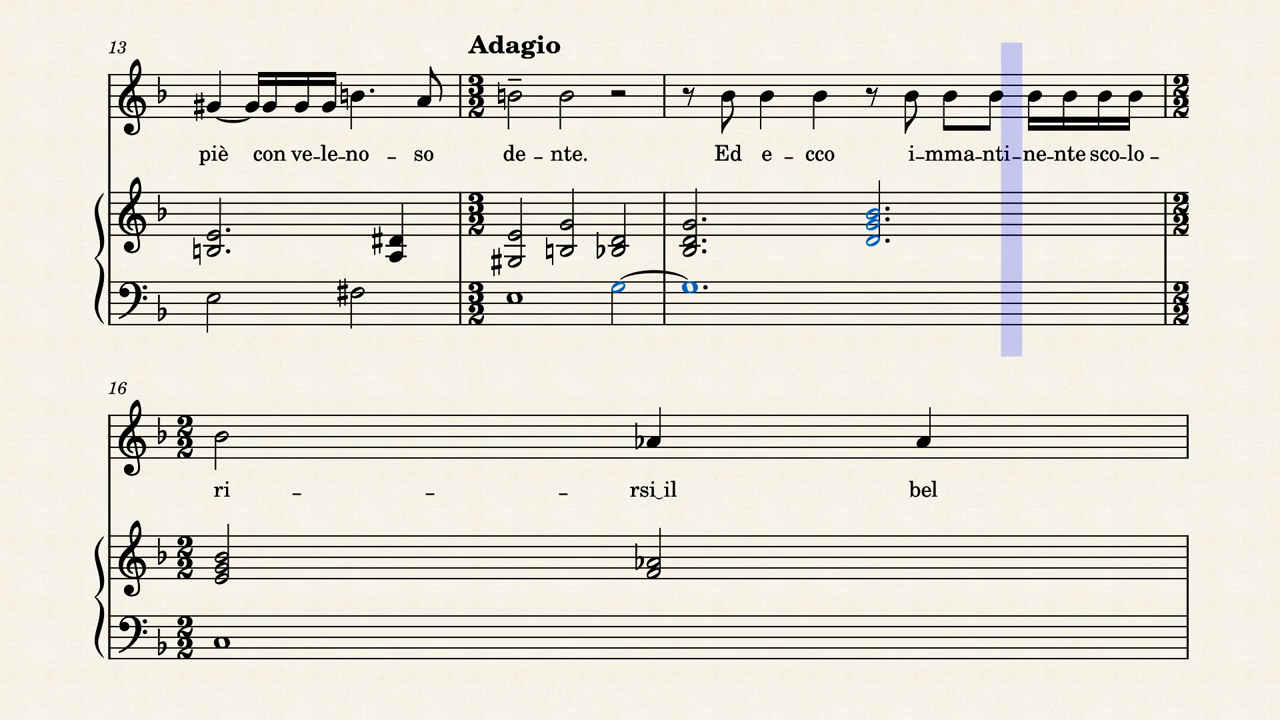 13
Adagio
piè con ve-le-no - so de - nte. Ed e - cco i-mma-nti-ne-nte sco-lo -
16
ri - - - rsi‿il bel